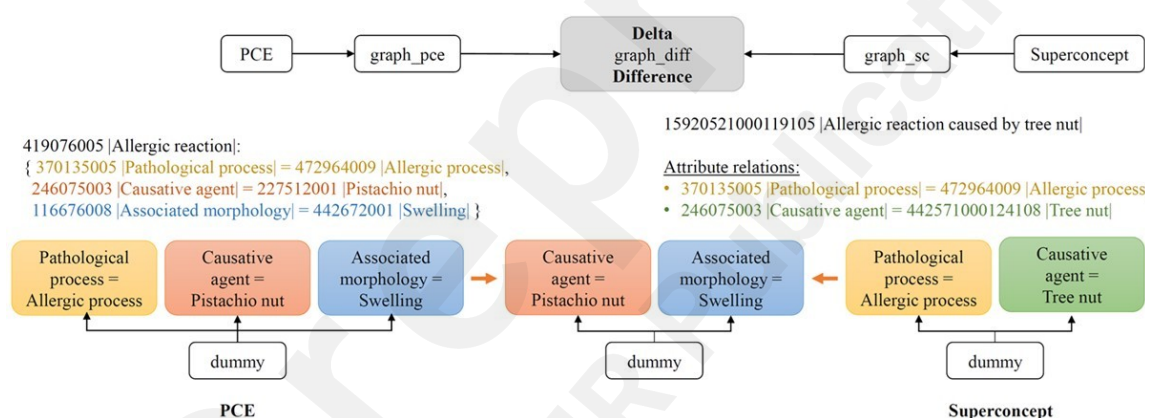 PCE
graph_pce
Delta
graph_diff
Difference
graph_sc
Superconcept
419076005 |Allergic reaction|:
{ 370135005 |Pathological process| = 472964009 |Allergic process|,
246075003 |Causative agent| = 227512001 |Pistachio nut|,
116676008 |Associated morphology| = 442672001 |Swelling| }
15920521000119105 |Allergic reaction caused by tree nut|
Attribute relations:
• 370135005 |Pathological process| = 472964009 |Allergic process
• 246075003 |Causative agent| = 442571000124108 |Tree nut|
Pathological
process =
Allergic process
Causative
agent =
Pistachio nut
Associated
morphology =
Swelling
Causative
agent =
Pistachio nut
Associated
morphology =
Swelling
Pathological
process =
Allergic process
Causative
agent =
Tree nut
dummy
dummy
dummy
PCE
Superconcept